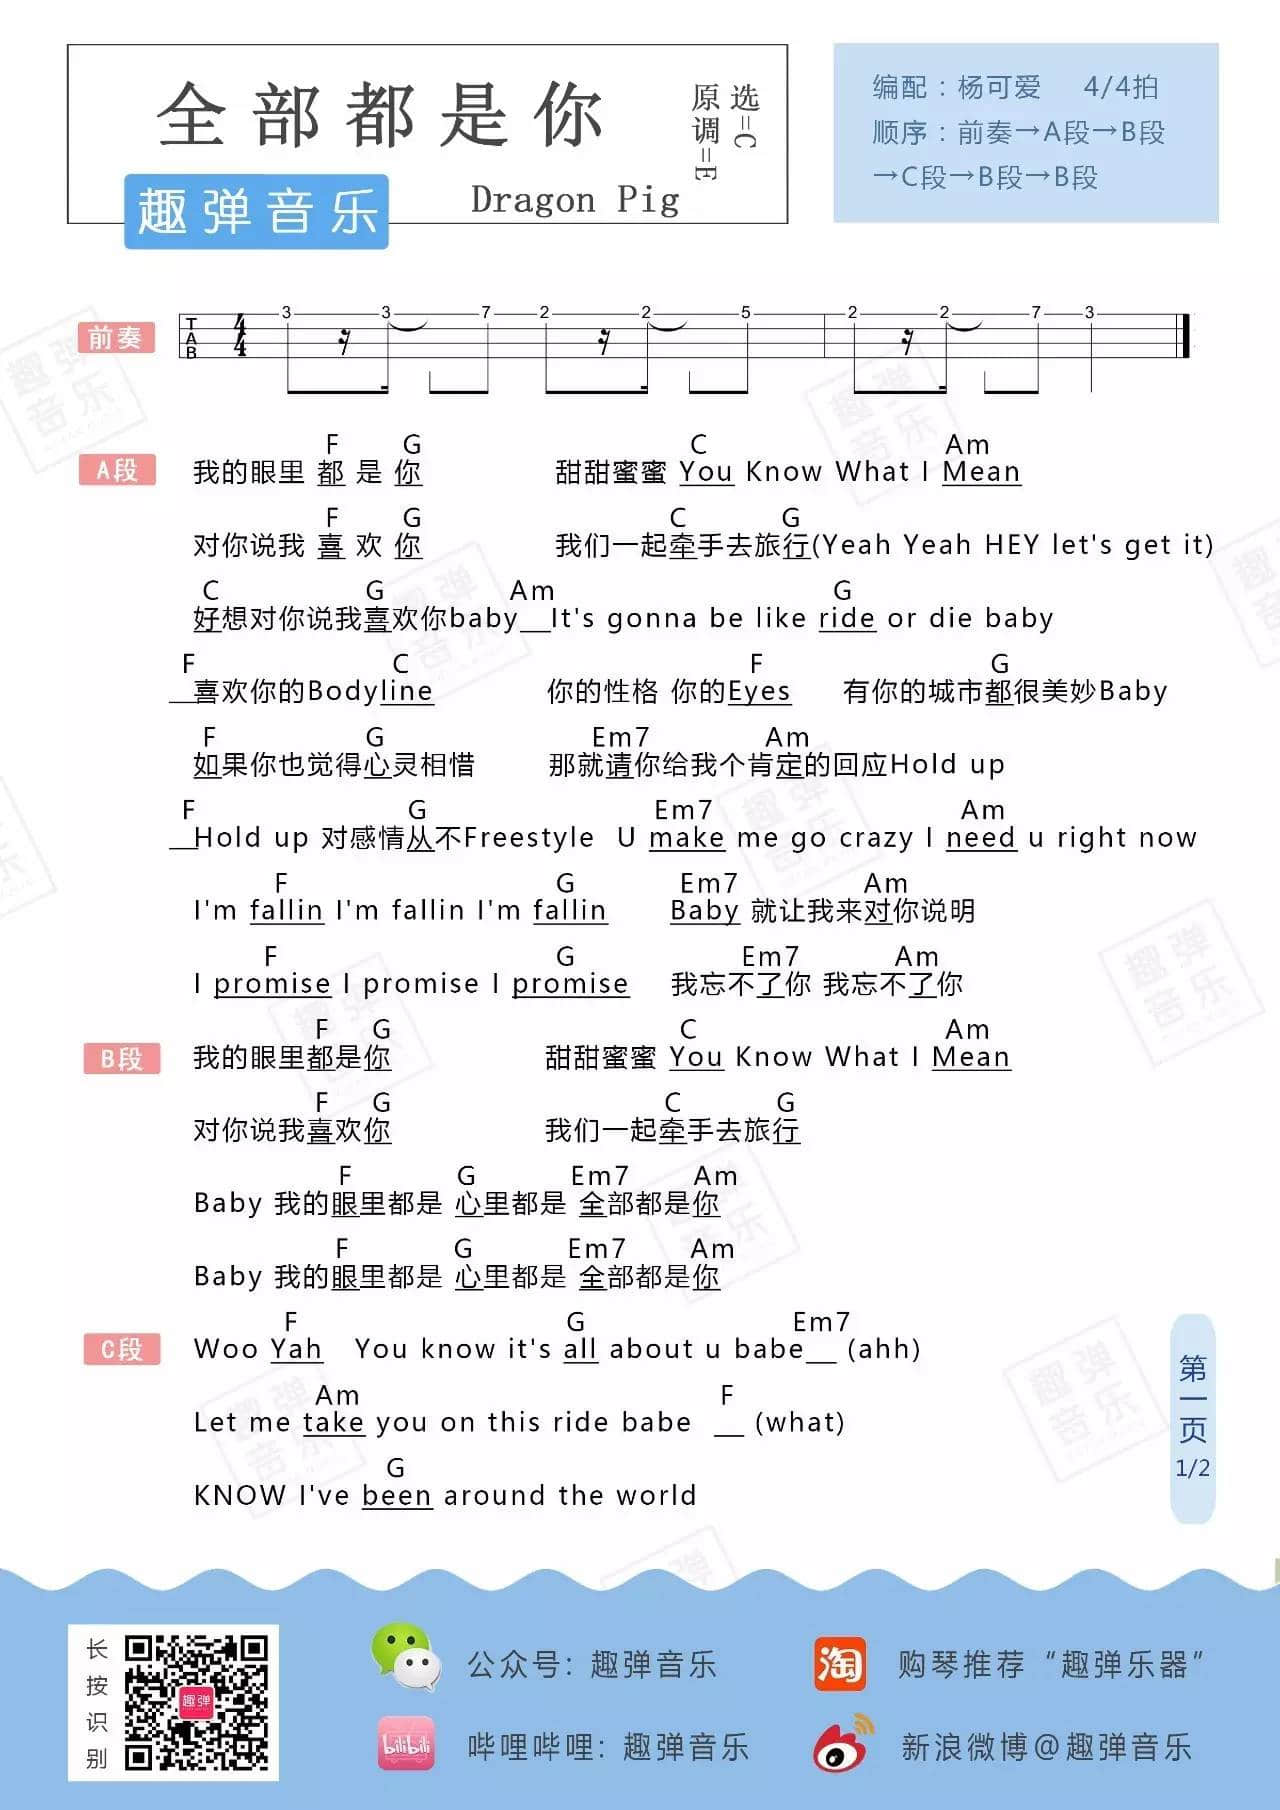 全部都是你
原调=E
选=C
Dragon Pig
趣弹音乐
编配：杨可爱 4/4拍
顺序：前奏→A段→B段
→C段→B段→B段
前奏
T
A
B
4
4
3 3 7 2 2 5 2 2 7 3
F G C Am
A段 我的眼里 都 是 你 甜甜蜜蜜 You Know What I Mean
F G C G
对你说我 喜 欢 你 我们一起牵手去旅行(Yeah Yeah HEY let's get it)
C G Am G
好想对你说我喜欢你baby__It's gonna be like ride or die baby
F C F G
__喜欢你的Bodyline 你的性格 你的Eyes 有你的城市都很美妙Baby
F G Em7 Am
如果你也觉得心灵相惜 那就请你给我个肯定的回应Hold up
F G Em7 Am
__Hold up 对感情从不Freestyle U make me go crazy I need u right now
F G Em7 Am
I'm fallin I'm fallin I'm fallin Baby 就让我来对你说明
F G Em7 Am
I promise I promise I promise 我忘不了你 我忘不了你
F G C Am
B段 我的眼里都是你 甜甜蜜蜜 You Know What I Mean
F G C G
对你说我喜欢你 我们一起牵手去旅行
F G Em7 Am
Baby 我的眼里都是 心里都是 全部都是你
F G Em7 Am
Baby 我的眼里都是 心里都是 全部都是你
F G Em7
C段 Woo Yah You know it's all about u babe__ (ahh)
Am F
Let me take you on this ride babe __ (what)
G
KNOW I've been around the world
第一页
1/2
长按识别
趣弹
公众号：趣弹音乐
淘
购琴推荐“趣弹乐器”
bilibili
哔哩哔哩：趣弹音乐
新浪微博@趣弹音乐